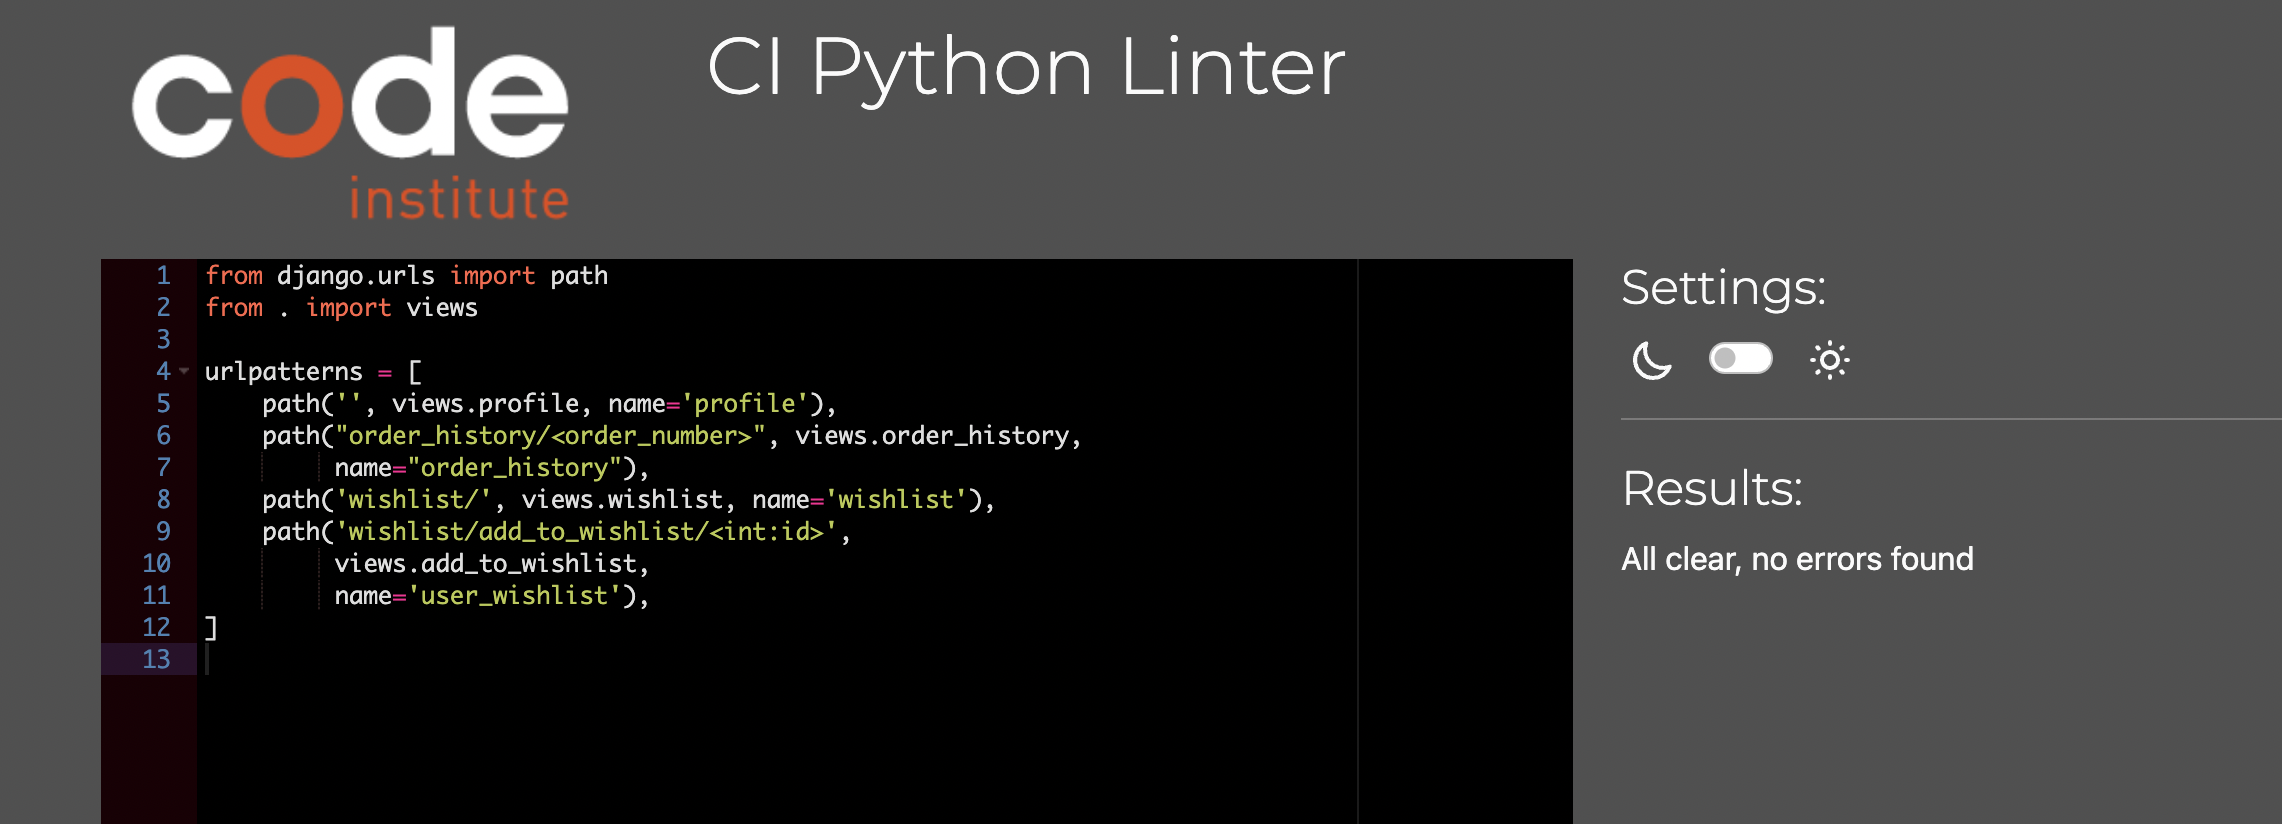 code
institute
CI Python Linter
1 from django.urls import path
2 from . import views
3
4 urlpatterns = [
5     path('', views.profile, name='profile'),
6     path("order_history/<order_number>", views.order_history,
7          name="order_history"),
8     path('wishlist/', views.wishlist, name='wishlist'),
9     path('wishlist/add_to_wishlist/<int:id>',
10          views.add_to_wishlist,
11          name='user_wishlist'),
12 ]
13
Settings:
Results:
All clear, no errors found